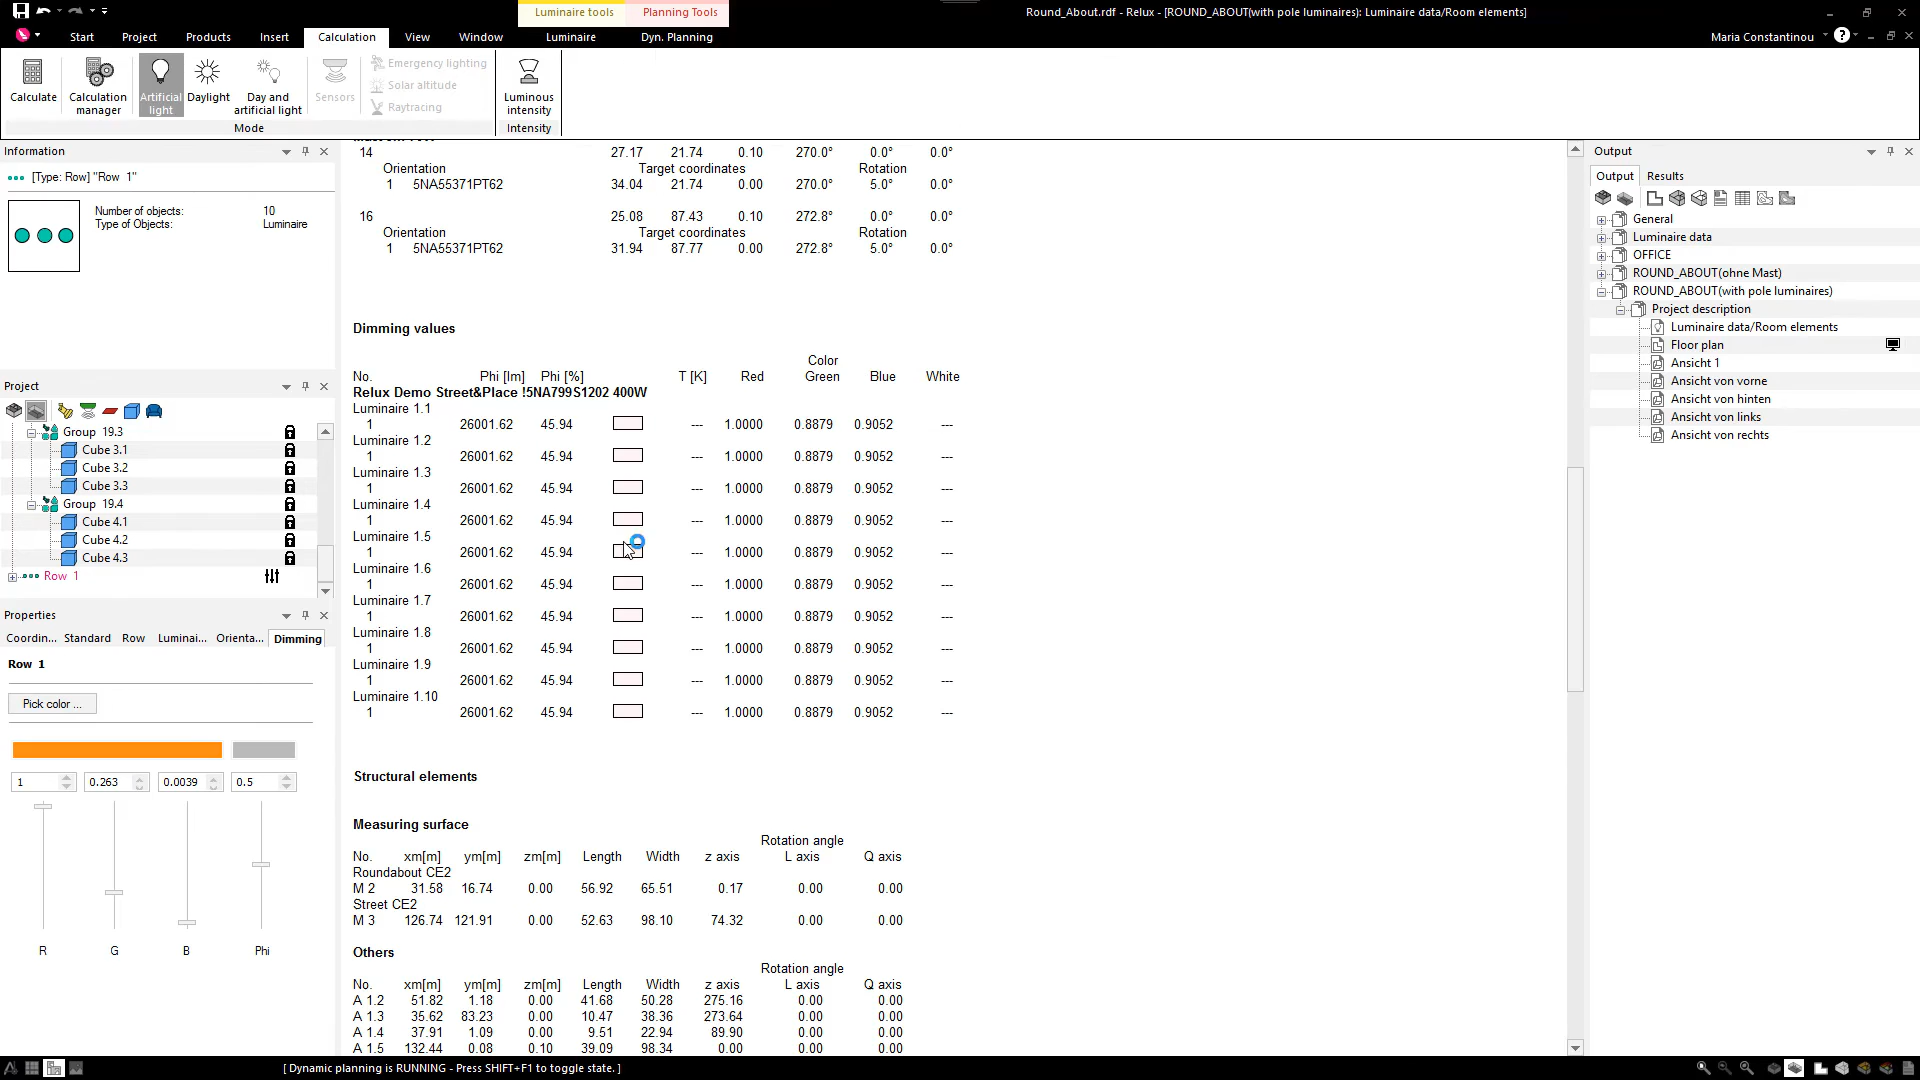 Luminaire tools Planning Tools Round_About.rdf - Relux - [ROUND_ABOUT(with pole luminaires): Luminaire data/Room elements]
Start Project Products Insert Calculation View Window Luminaire Dyn. Planning Maria Constantinou
Calculate
Calculation manager
Artificial light
Daylight
Day and artificial light
Sensors
Emergency lighting
Solar altitude
Raytracing
Luminous intensity
Mode Intensity
Information
[Type: Row] "Row 1"
Number of objects: 10
Type of Objects: Luminaire
Project
Group 19.3
Cube 3.1
Cube 3.2
Cube 3.3
Group 19.4
Cube 4.1
Cube 4.2
Cube 4.3
Row 1
Properties
Coordin... Standard Row Luminai... Orienta... Dimming
Row 1
Pick color ...
1 0.263 0.0039 0.5
R G B Phi
14 27.17 21.74 0.10 270.0° 0.0° 0.0°
Orientation Target coordinates Rotation
1 5NA55371PT62 34.04 21.74 0.00 270.0° 5.0° 0.0°
16 25.08 87.43 0.10 272.8° 0.0° 0.0°
Orientation Target coordinates Rotation
1 5NA55371PT62 31.94 87.77 0.00 272.8° 5.0° 0.0°
Dimming values
Color
No. Phi [lm] Phi [%] T [K] Red Green Blue White
Relux Demo Street&Place !5NA799S1202 400W
Luminaire 1.1
1 26001.62 45.94 --- 1.0000 0.8879 0.9052 ---
Luminaire 1.2
1 26001.62 45.94 --- 1.0000 0.8879 0.9052 ---
Luminaire 1.3
1 26001.62 45.94 --- 1.0000 0.8879 0.9052 ---
Luminaire 1.4
1 26001.62 45.94 --- 1.0000 0.8879 0.9052 ---
Luminaire 1.5
1 26001.62 45.94 --- 1.0000 0.8879 0.9052 ---
Luminaire 1.6
1 26001.62 45.94 --- 1.0000 0.8879 0.9052 ---
Luminaire 1.7
1 26001.62 45.94 --- 1.0000 0.8879 0.9052 ---
Luminaire 1.8
1 26001.62 45.94 --- 1.0000 0.8879 0.9052 ---
Luminaire 1.9
1 26001.62 45.94 --- 1.0000 0.8879 0.9052 ---
Luminaire 1.10
1 26001.62 45.94 --- 1.0000 0.8879 0.9052 ---
Structural elements
Measuring surface
Rotation angle
No. xm[m] ym[m] zm[m] Length Width z axis L axis Q axis
Roundabout CE2
M 2 31.58 16.74 0.00 56.92 65.51 0.17 0.00 0.00
Street CE2
M 3 126.74 121.91 0.00 52.63 98.10 74.32 0.00 0.00
Others
Rotation angle
No. xm[m] ym[m] zm[m] Length Width z axis L axis Q axis
A 1.2 51.82 1.18 0.00 41.68 50.28 275.16 0.00 0.00
A 1.3 35.62 83.23 0.00 10.47 38.36 273.64 0.00 0.00
A 1.4 37.91 1.09 0.00 9.51 22.94 89.90 0.00 0.00
A 1.5 132.44 0.08 0.10 39.09 98.34 0.00 0.00 0.00
Output
Output Results
General
Luminaire data
OFFICE
ROUND_ABOUT(ohne Mast)
ROUND_ABOUT(with pole luminaires)
Project description
Luminaire data/Room elements
Floor plan
Ansicht 1
Ansicht von vorne
Ansicht von hinten
Ansicht von links
Ansicht von rechts
[ Dynamic planning is RUNNING - Press SHIFT+F1 to toggle state. ]